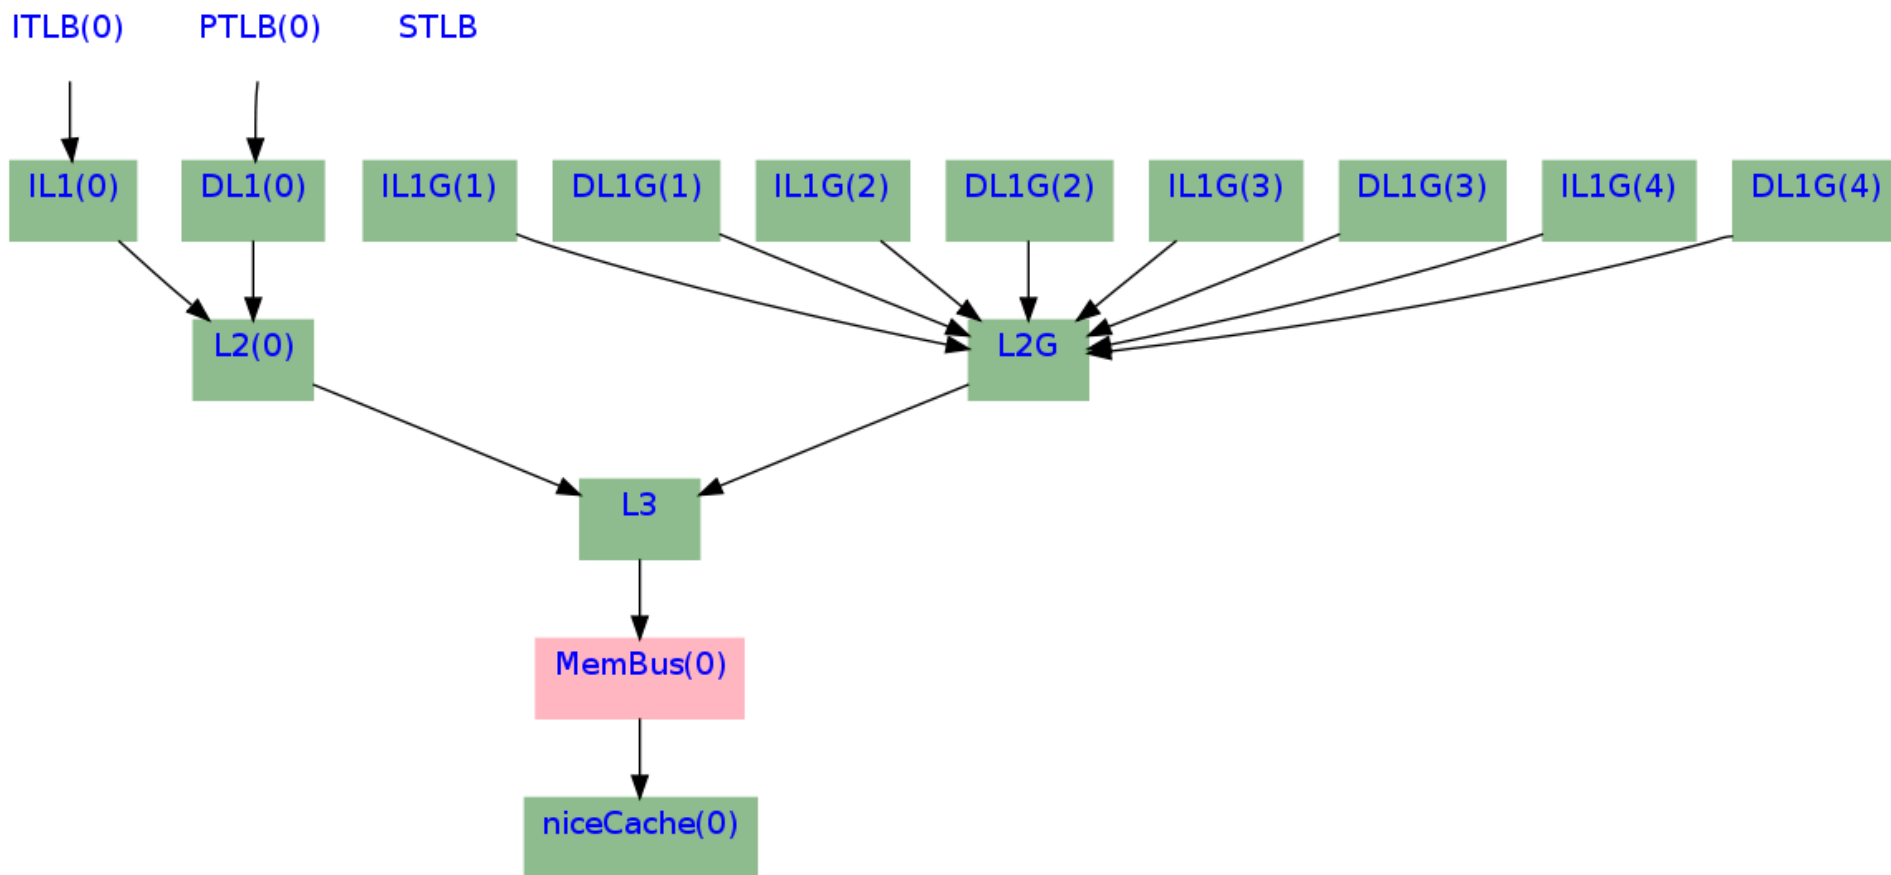 ITLB(0) PTLB(0) STLB
IL1(0) DL1(0) IL1G(1) DL1G(1) IL1G(2) DL1G(2) IL1G(3) DL1G(3) IL1G(4) DL1G(4)
L2(0) L2G
L3
MemBus(0)
niceCache(0)